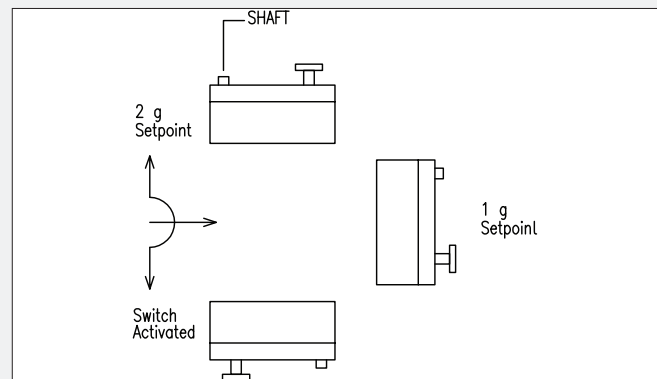 SHAFT
2 g
Setpoint
1 g
Setpoinl
Switch
Activated